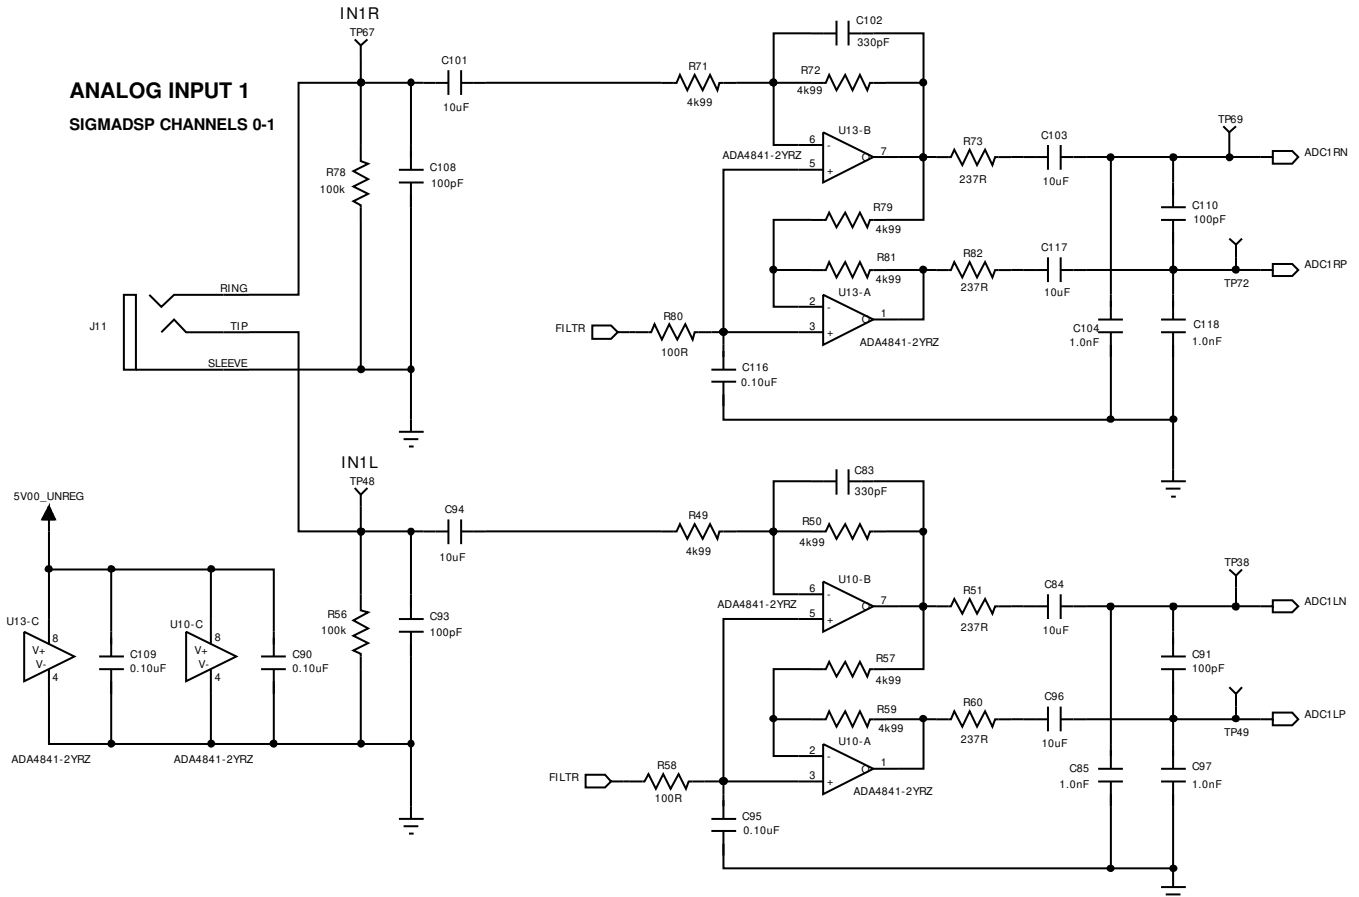 IN1R
TP67
ANALOG INPUT 1
SIGMADSP CHANNELS 0-1
C101
10uF
R71
4k99
C102
330pF
R72
4k99
U13-B
ADA4841-2YRZ
6
-
5
+
7
R73
237R
C103
10uF
TP69
ADC1RN
R78
100k
C108
100pF
R79
4k99
C110
100pF
R81
4k99
R82
237R
C117
10uF
TP72
ADC1RP
RING
J11
TIP
SLEEVE
FILTR
R80
100R
U13-A
2
-
3
+
1
ADA4841-2YRZ
C104
1.0nF
C118
1.0nF
C116
0.10uF
IN1L
TP48
5V00_UNREG
C94
10uF
R49
4k99
C83
330pF
R50
4k99
U10-B
ADA4841-2YRZ
6
-
5
+
7
R51
237R
C84
10uF
TP38
ADC1LN
U13-C
8
V+
V-
4
C109
0.10uF
U10-C
8
V+
V-
4
C90
0.10uF
R56
100k
C93
100pF
ADA4841-2YRZ
ADA4841-2YRZ
R57
4k99
C91
100pF
R59
4k99
R60
237R
C96
10uF
TP49
ADC1LP
FILTR
R58
100R
U10-A
2
-
3
+
1
ADA4841-2YRZ
C85
1.0nF
C97
1.0nF
C95
0.10uF